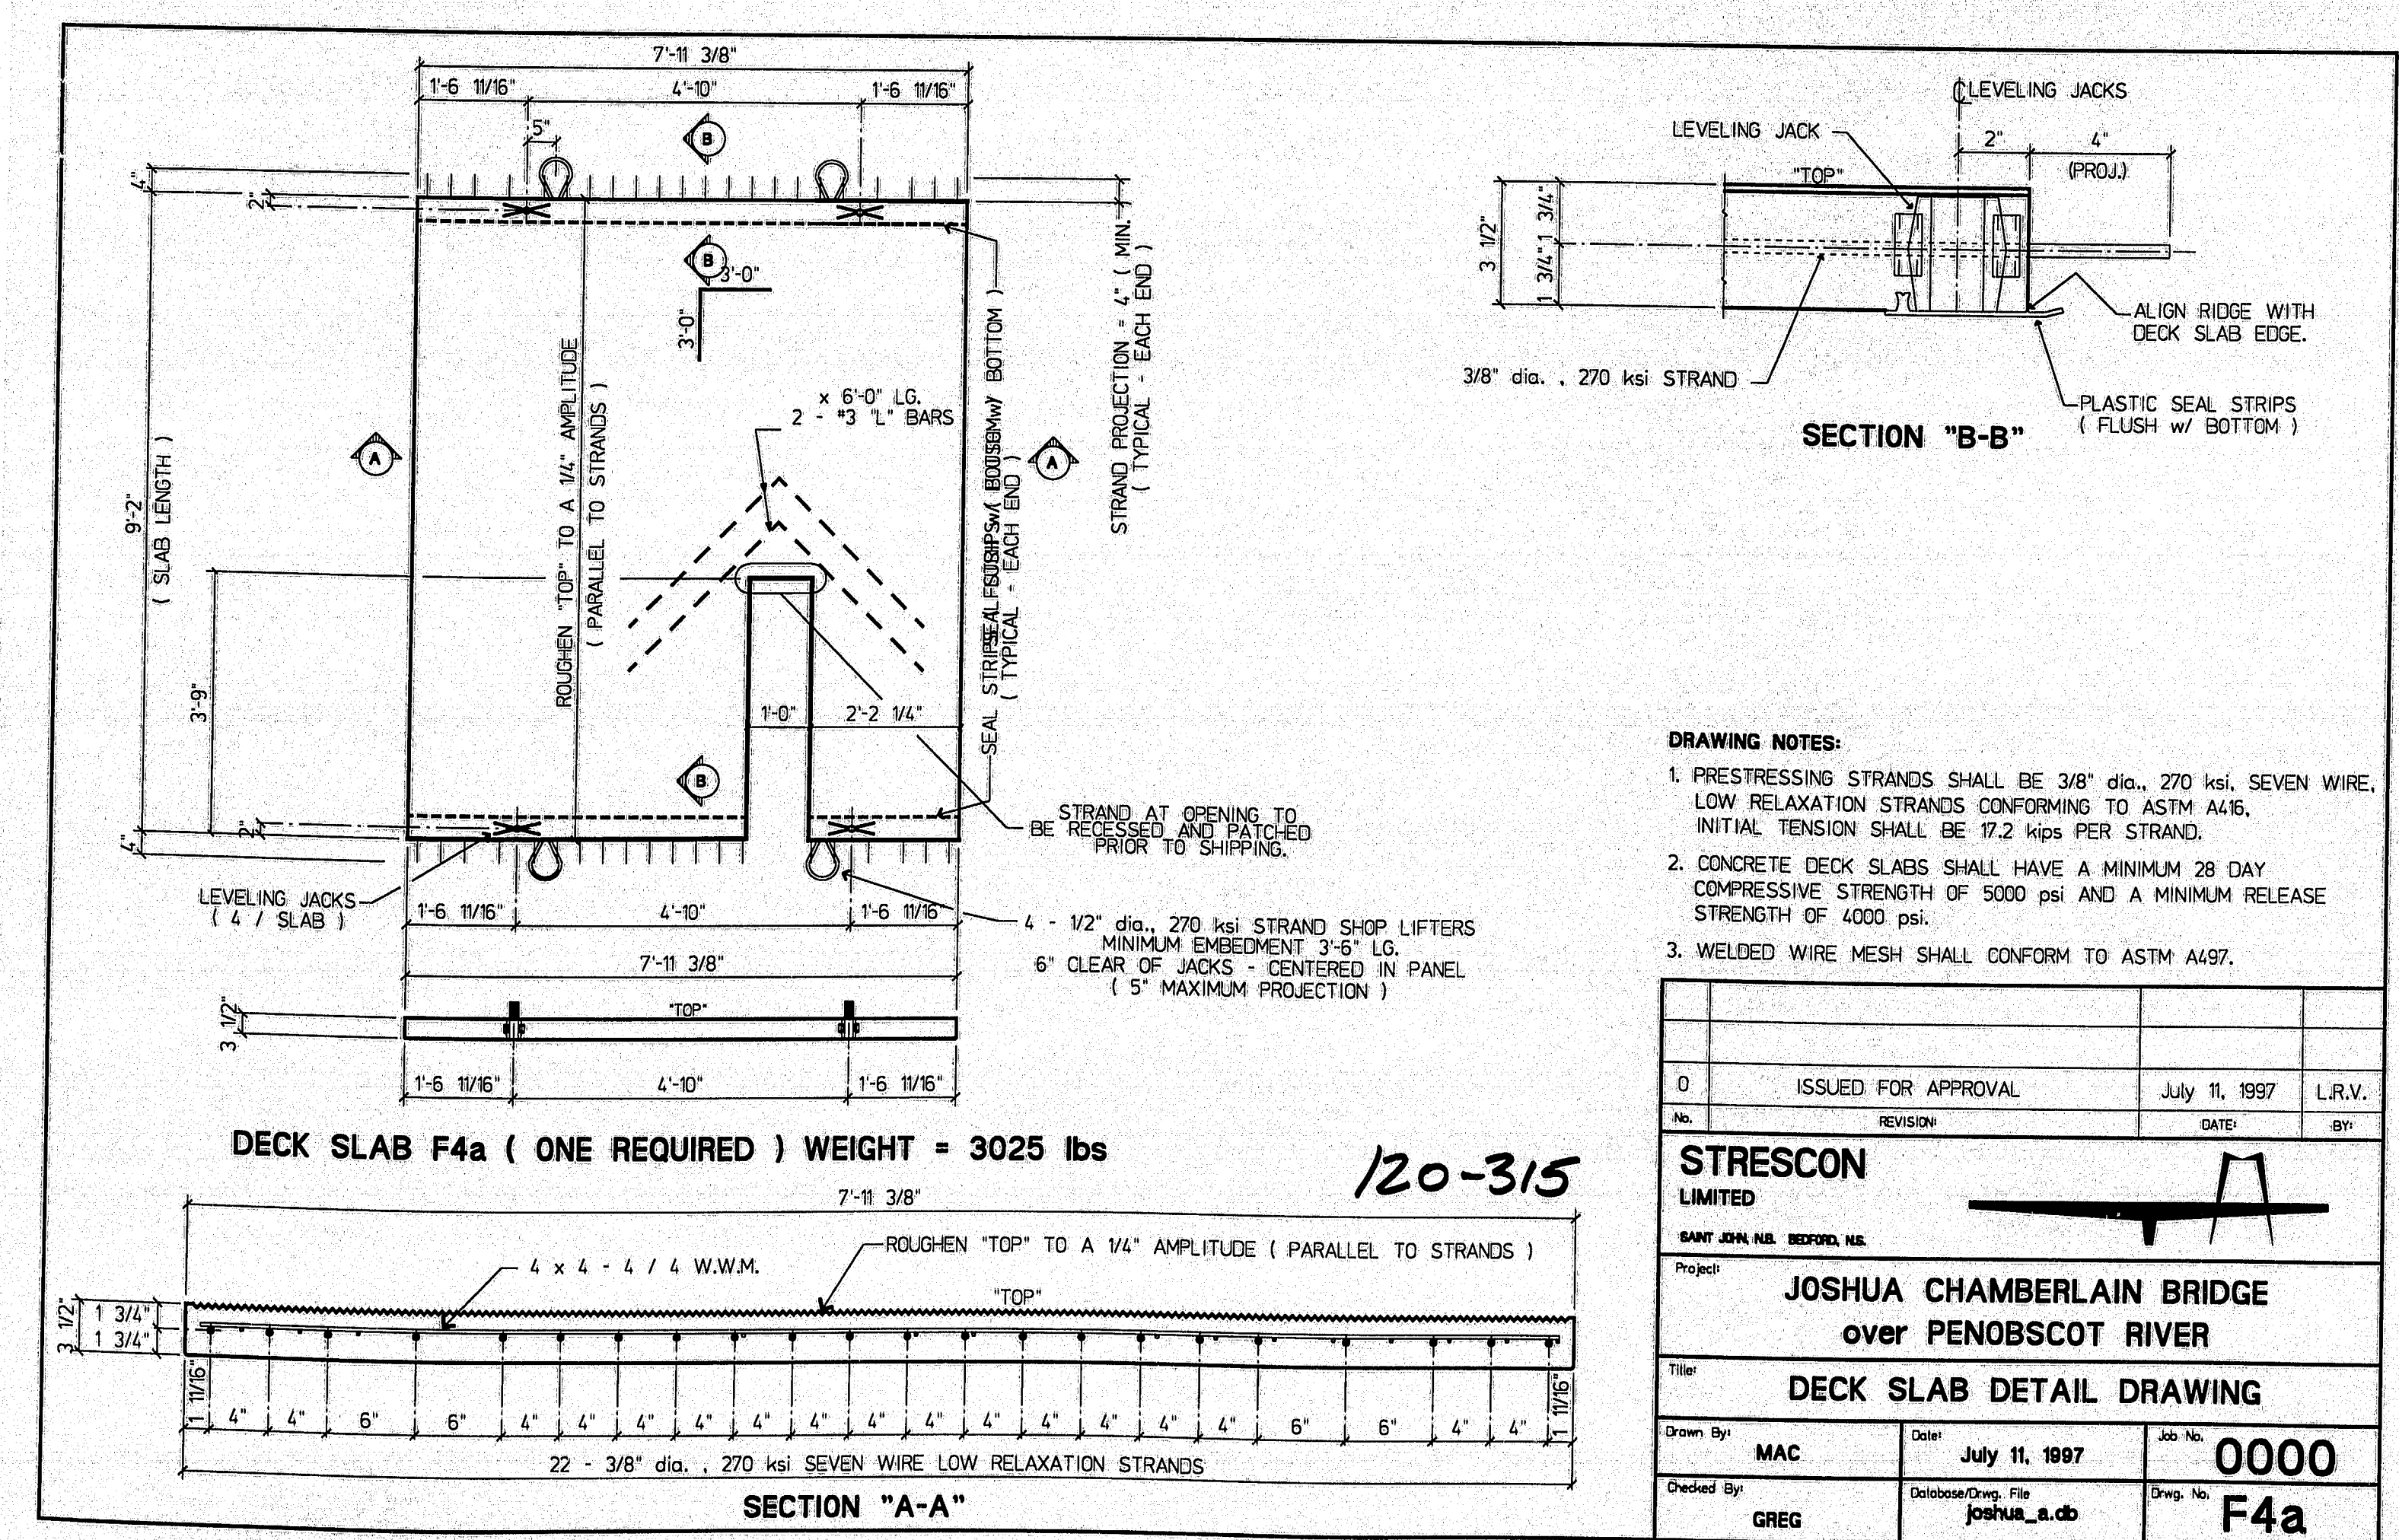 7'-11 3/8"
1'-6 11/16" 4'-10" 1'-6 11/16"
5"
B
4"
2"
B
3'-0"
3'-0"
x 6'-0" LG.
2 - #3 "L" BARS
ROUGHEN "TOP" TO A 1/4" AMPLITUDE
( PARALLEL TO STRANDS )
A
A
9'-2"
( SLAB LENGTH )
3'-9"
SEAL STRIPS
BOTTOM )
( TYPICAL - EACH END )
STRAND PROJECTION = 4" ( MIN. )
( TYPICAL - EACH END )
1'-0" 2'-2 1/4"
B
2"
4"
STRAND AT OPENING TO
BE RECESSED AND PATCHED
PRIOR TO SHIPPING.
LEVELING JACKS
( 4 / SLAB )
1'-6 11/16" 4'-10" 1'-6 11/16"
4 - 1/2" dia., 270 ksi STRAND SHOP LIFTERS
MINIMUM EMBEDMENT 3'-6" LG.
6" CLEAR OF JACKS - CENTERED IN PANEL
( 5" MAXIMUM PROJECTION )
7'-11 3/8"
"TOP"
3 1/2"
1'-6 11/16" 4'-10" 1'-6 11/16"
DECK SLAB F4a ( ONE REQUIRED ) WEIGHT = 3025 lbs
120-315
7'-11 3/8"
ROUGHEN "TOP" TO A 1/4" AMPLITUDE ( PARALLEL TO STRANDS )
4 x 4 - 4 / 4 W.W.M.
"TOP"
3 1/2"
1 3/4"
1 3/4"
1 11/16" 4" 4" 6" 6" 4" 4" 4" 4" 4" 4" 4" 4" 4" 4" 4" 4" 4" 6" 6" 4" 4" 1 11/16"
22 - 3/8" dia. , 270 ksi SEVEN WIRE LOW RELAXATION STRANDS
SECTION "A-A"
℄ LEVELING JACKS
LEVELING JACK
2" 4"
(PROJ.)
"TOP"
3 1/2"
1 3/4" 1 3/4"
ALIGN RIDGE WITH
DECK SLAB EDGE.
3/8" dia. , 270 ksi STRAND
PLASTIC SEAL STRIPS
( FLUSH w/ BOTTOM )
SECTION "B-B"
DRAWING NOTES:
1. PRESTRESSING STRANDS SHALL BE 3/8" dia., 270 ksi, SEVEN WIRE,
LOW RELAXATION STRANDS CONFORMING TO ASTM A416,
INITIAL TENSION SHALL BE 17.2 kips PER STRAND.
2. CONCRETE DECK SLABS SHALL HAVE A MINIMUM 28 DAY
COMPRESSIVE STRENGTH OF 5000 psi AND A MINIMUM RELEASE
STRENGTH OF 4000 psi.
3. WELDED WIRE MESH SHALL CONFORM TO ASTM A497.
0 ISSUED FOR APPROVAL July 11, 1997 L.R.V.
No. REVISION: DATE: BY:
STRESCON
LIMITED
SAINT JOHN, N.B. BEDFORD, N.S.
Project:
JOSHUA CHAMBERLAIN BRIDGE
over PENOBSCOT RIVER
Title:
DECK SLAB DETAIL DRAWING
Drawn By: MAC
Date: July 11, 1997
Job No. 0000
Checked By: GREG
Database/Drwg. File joshua_a.db
Drwg. No. F4a